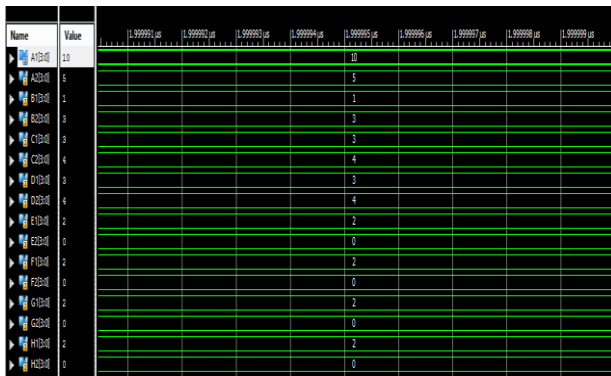 Name Value 1.999991 us 1.999992 us 1.999993 us 1.999994 us 1.999995 us 1.999996 us 1.999997 us 1.999998 us 1.999999 us
A1[3:0] 10 10
A2[3:0] 5 5
B1[3:0] 1 1
B2[3:0] 3 3
C1[3:0] 3 3
C2[3:0] 4 4
D1[3:0] 3 3
D2[3:0] 4 4
E1[3:0] 2 2
E2[3:0] 0 0
F1[3:0] 2 2
F2[3:0] 0 0
G1[3:0] 2 2
G2[3:0] 0 0
H1[3:0] 2 2
H2[3:0] 0 0